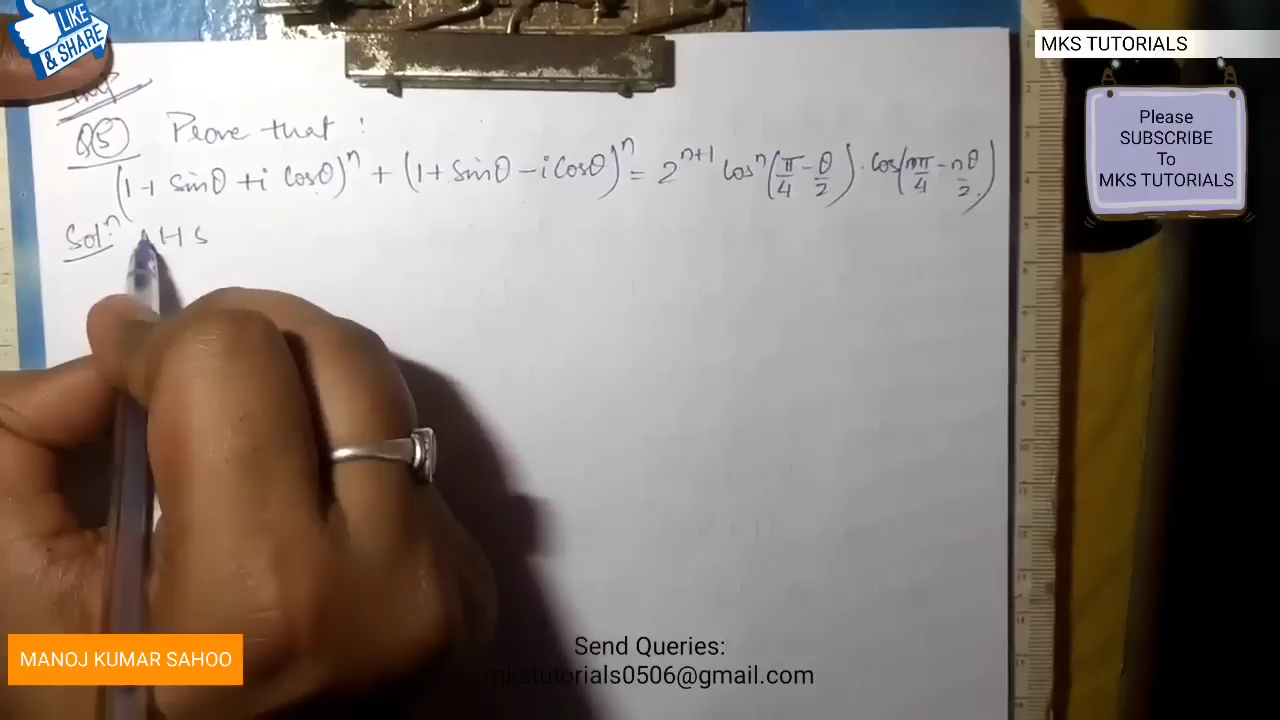 LIKE
& SHARE
MKS TUTORIALS
Please
SUBSCRIBE
To
MKS TUTORIALS
Q5) Prove that :
(1 + sinθ + i cosθ)ⁿ + (1 + sinθ - i cosθ)ⁿ = 2ⁿ⁺¹ cosⁿ(π/4 - θ/2) . cos(nπ/4 - nθ/2)
Solⁿ: HS
MANOJ KUMAR SAHOO
Send Queries:
mkstutorials0506@gmail.com